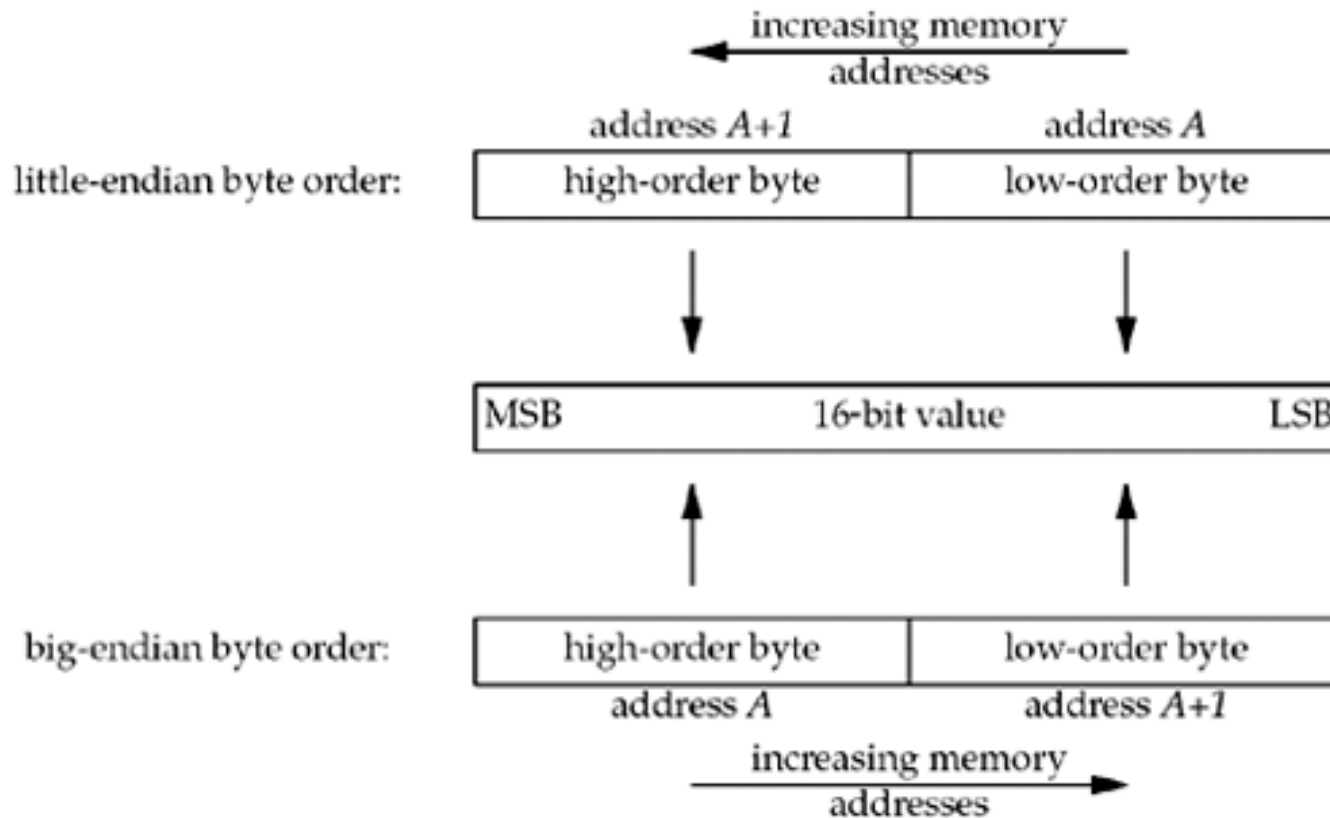 increasing memory
addresses
address A+1 address A
little-endian byte order: high-order byte low-order byte
MSB 16-bit value LSB
big-endian byte order: high-order byte low-order byte
address A address A+1
increasing memory
addresses